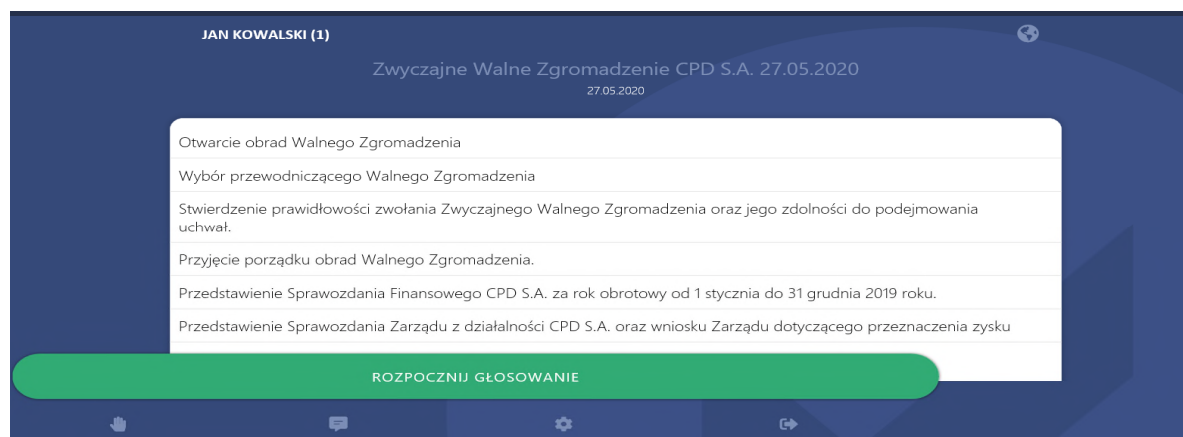 JAN KOWALSKI (1)
Zwyczajne Walne Zgromadzenie CPD S.A. 27.05.2020
27.05.2020
Otwarcie obrad Walnego Zgromadzenia
Wybór przewodniczącego Walnego Zgromadzenia
Stwierdzenie prawidłowości zwołania Zwyczajnego Walnego Zgromadzenia oraz jego zdolności do podejmowania
uchwał.
Przyjęcie porządku obrad Walnego Zgromadzenia.
Przedstawienie Sprawozdania Finansowego CPD S.A. za rok obrotowy od 1 stycznia do 31 grudnia 2019 roku.
Przedstawienie Sprawozdania Zarządu z działalności CPD S.A. oraz wniosku Zarządu dotyczącego przeznaczenia zysku
ROZPOCZNIJ GŁOSOWANIE